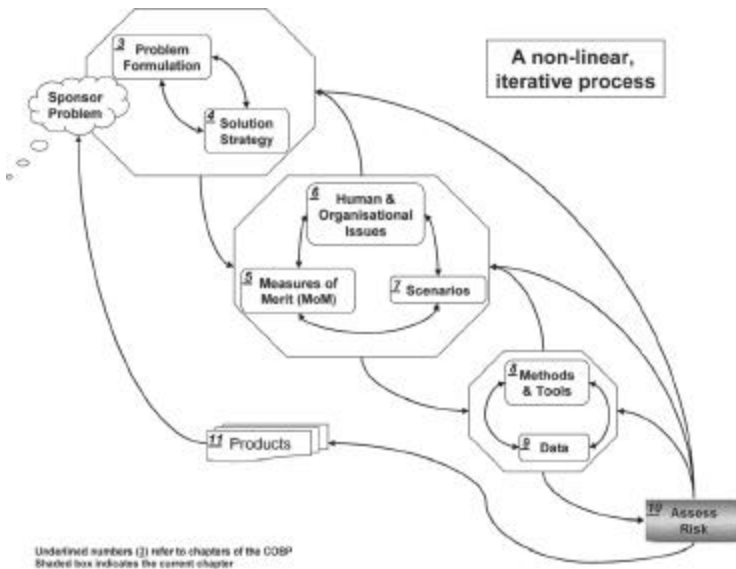 A non-linear,
iterative process
3
Problem
Formulation
Sponsor
Problem
4
Solution
Strategy
6
Human &
Organisational
Issues
5
Measures of
Merit (MoM)
7
Scenarios
8
Methods
& Tools
9
Data
11
Products
10
Assess
Risk
Underlined numbers (3) refer to chapters of the COBP
Shaded box indicates the current chapter